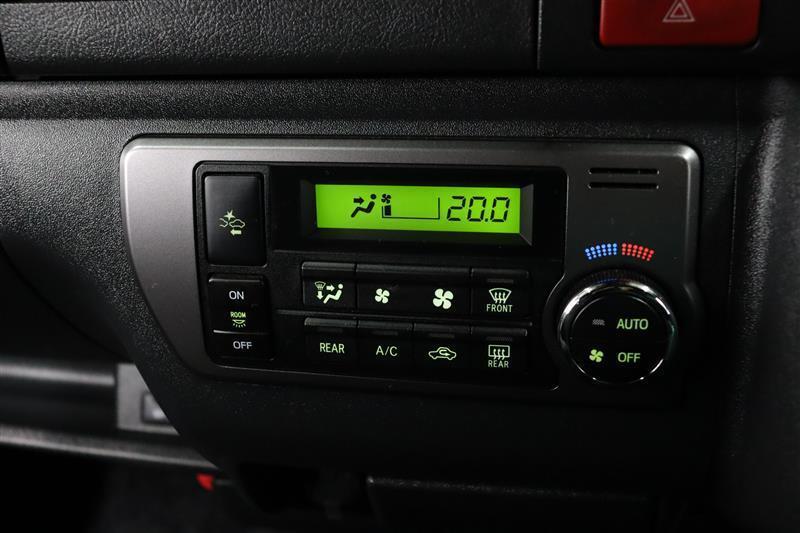 20.0
ON
ROOM
OFF
FRONT
AUTO
OFF
REAR
A/C
REAR